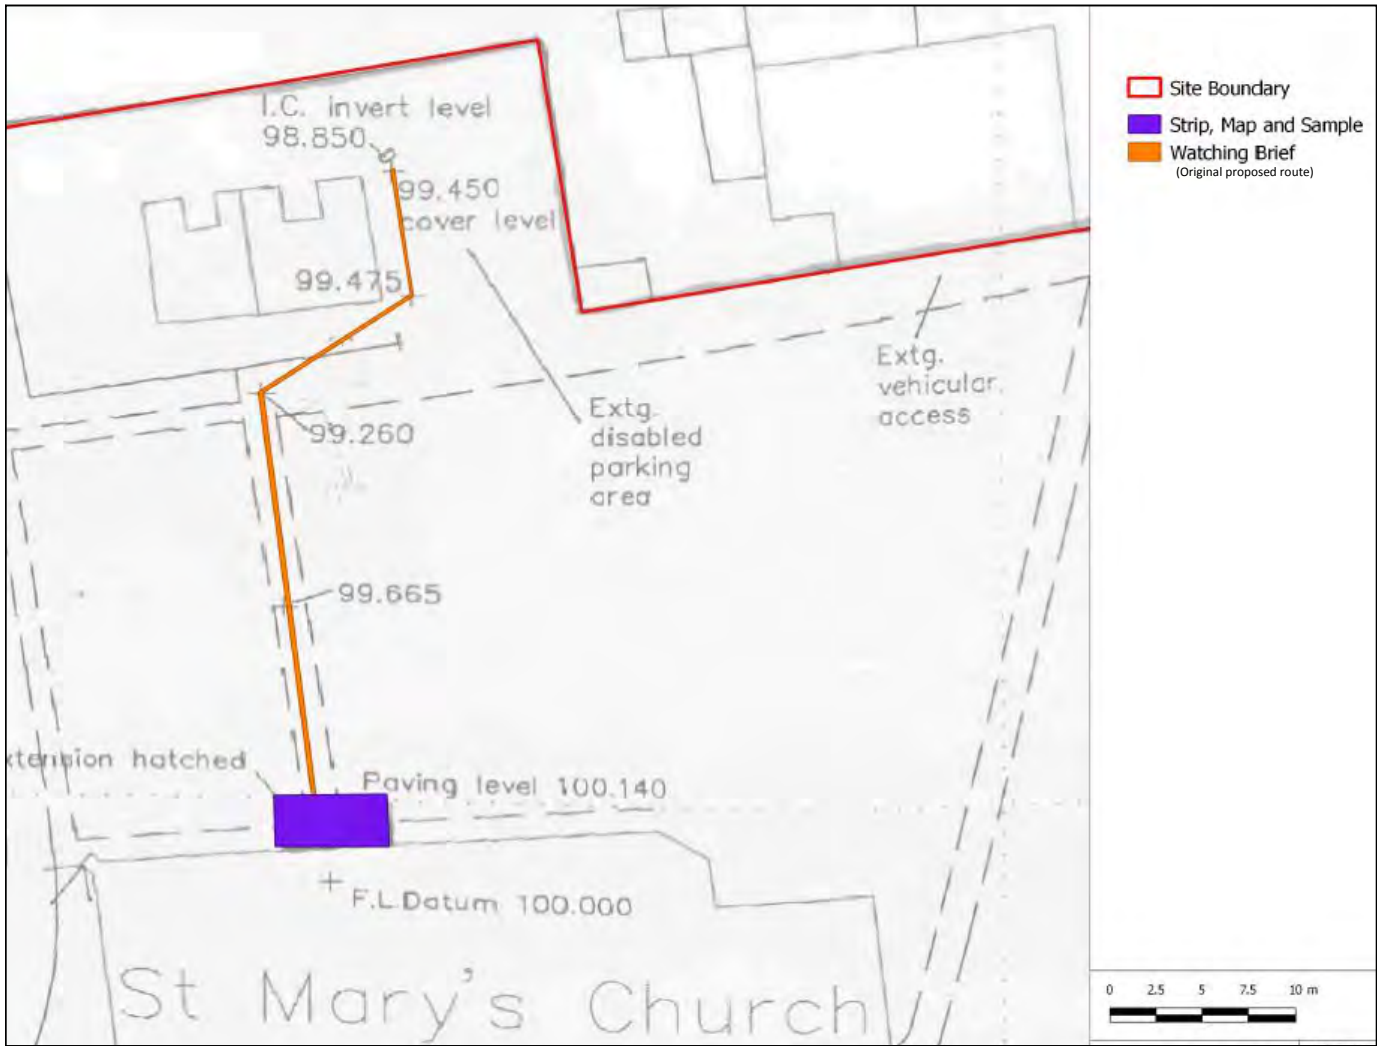 I.C. invert level
98.850
99.450
cover level
99.475
99.260
Extg.
disabled
parking
area
Extg.
vehicular
access
99.665
xtension hatched
Paving level 100.140
F.L.Datum 100.000
St Mary's Church
Site Boundary
Strip, Map and Sample
Watching Brief
(Original proposed route)
0 2.5 5 7.5 10 m